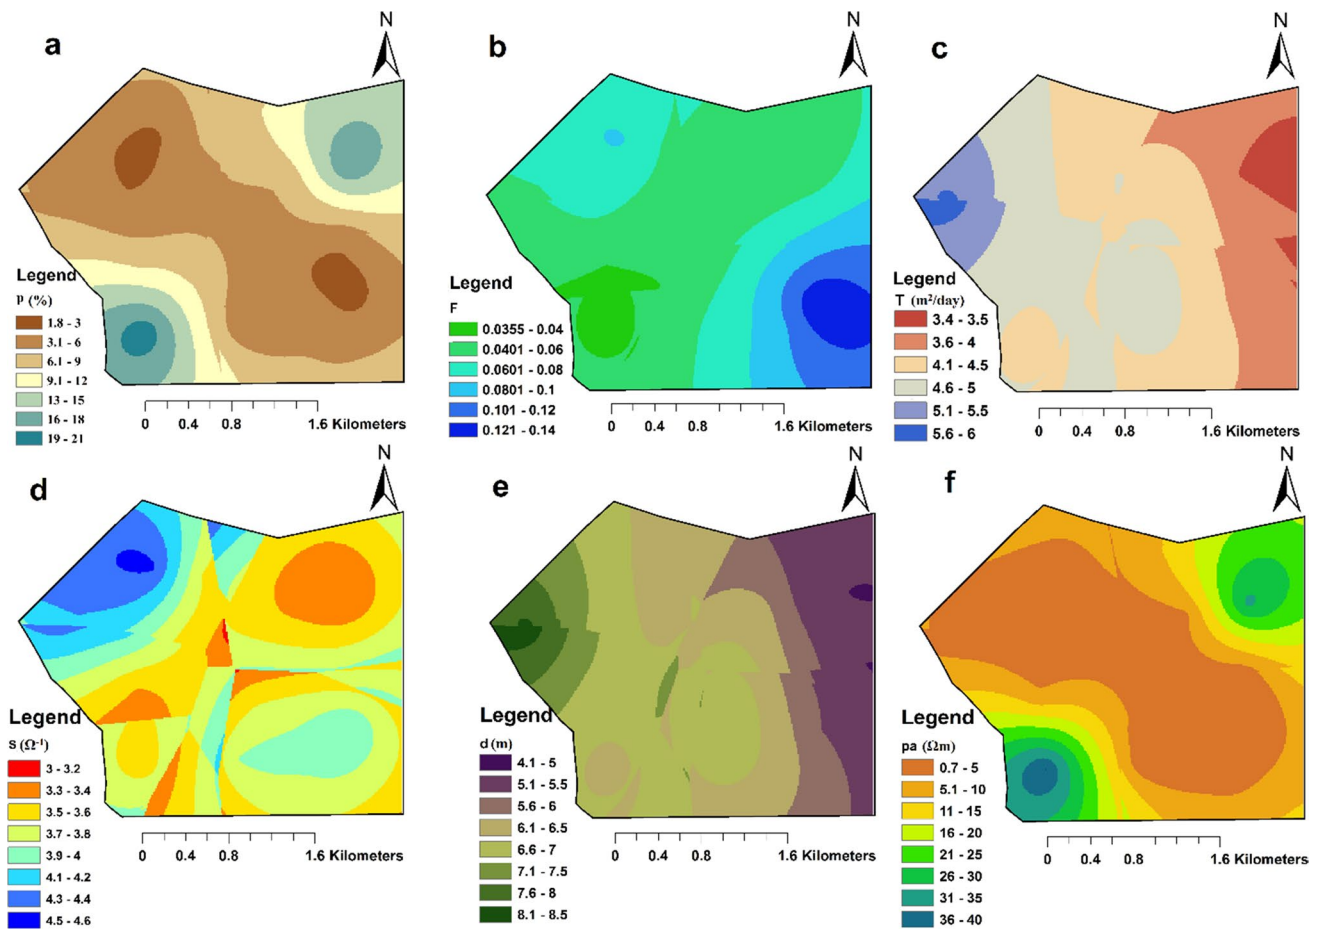 a
N
Legend
P (%)
1.8 - 3
3.1 - 6
6.1 - 9
9.1 - 12
13 - 15
16 - 18
19 - 21
0 0.4 0.8 1.6 Kilometers
b
N
Legend
F
0.0355 - 0.04
0.0401 - 0.06
0.0601 - 0.08
0.0801 - 0.1
0.101 - 0.12
0.121 - 0.14
0 0.4 0.8 1.6 Kilometers
c
N
Legend
T (m²/day)
3.4 - 3.5
3.6 - 4
4.1 - 4.5
4.6 - 5
5.1 - 5.5
5.6 - 6
0 0.4 0.8 1.6 Kilometers
d
N
Legend
S (Ω⁻¹)
3 - 3.2
3.3 - 3.4
3.5 - 3.6
3.7 - 3.8
3.9 - 4
4.1 - 4.2
4.3 - 4.4
4.5 - 4.6
0 0.4 0.8 1.6 Kilometers
e
N
Legend
d (m)
4.1 - 5
5.1 - 5.5
5.6 - 6
6.1 - 6.5
6.6 - 7
7.1 - 7.5
7.6 - 8
8.1 - 8.5
0 0.4 0.8 1.6 Kilometers
f
N
Legend
pa (Ωm)
0.7 - 5
5.1 - 10
11 - 15
16 - 20
21 - 25
26 - 30
31 - 35
36 - 40
0 0.4 0.8 1.6 Kilometers